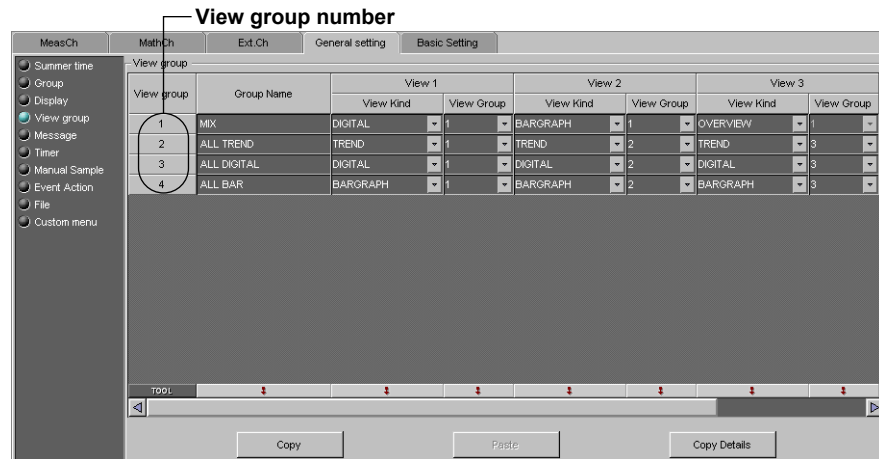 View group number
MeasCh MathCh Ext.Ch General setting Basic Setting
Summer time
Group
Display
View group
Message
Timer
Manual Sample
Event Action
File
Custom menu
View group
View group Group Name View 1 View 2 View 3
View Kind View Group View Kind View Group View Kind View Group
1 MIX DIGITAL 1 BARGRAPH 1 OVERVIEW 1
2 ALL TREND TREND 1 TREND 2 TREND 3
3 ALL DIGITAL DIGITAL 1 DIGITAL 2 DIGITAL 3
4 ALL BAR BARGRAPH 1 BARGRAPH 2 BARGRAPH 3
TOOL
Copy Paste Copy Details